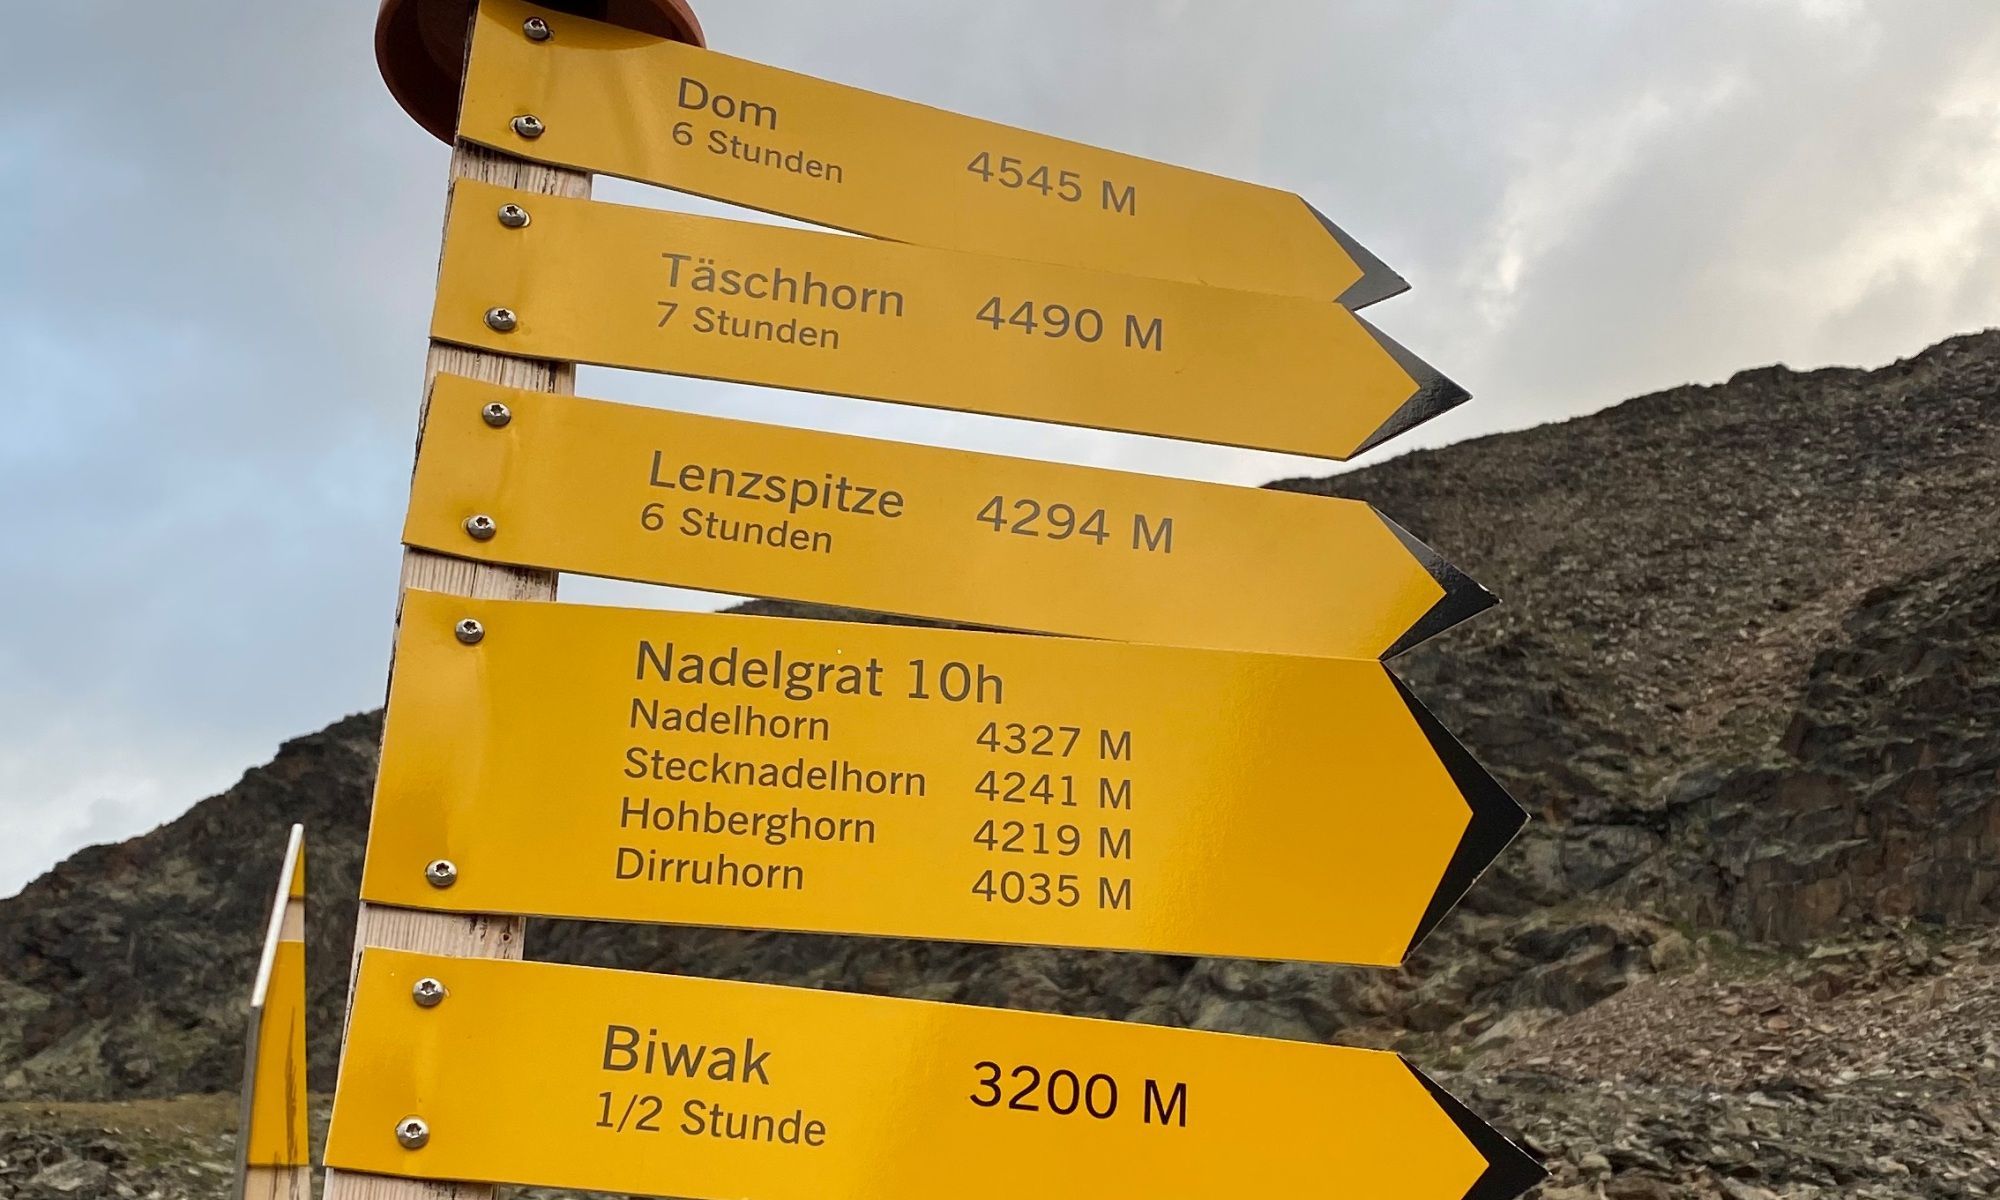 Dom
6 Stunden 4545 M
Täschhorn 4490 M
7 Stunden
Lenzspitze 4294 M
6 Stunden
Nadelgrat 10h
Nadelhorn 4327 M
Stecknadelhorn 4241 M
Hohberghorn 4219 M
Dirruhorn 4035 M
Biwak 3200 M
1/2 Stunde